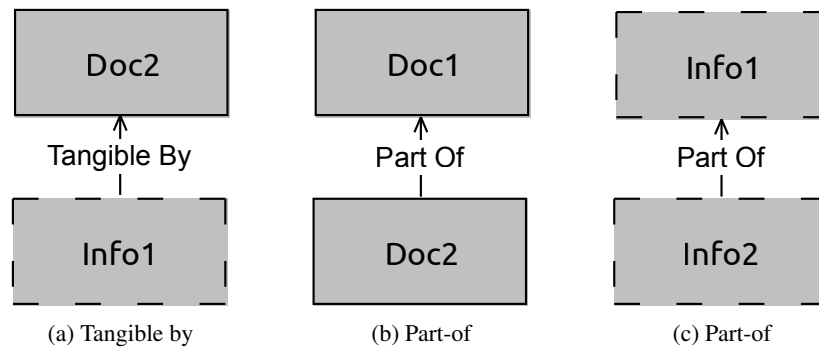 Doc2
Tangible By
Info1
(a) Tangible by
Doc1
Part Of
Doc2
(b) Part-of
Info1
Part Of
Info2
(c) Part-of